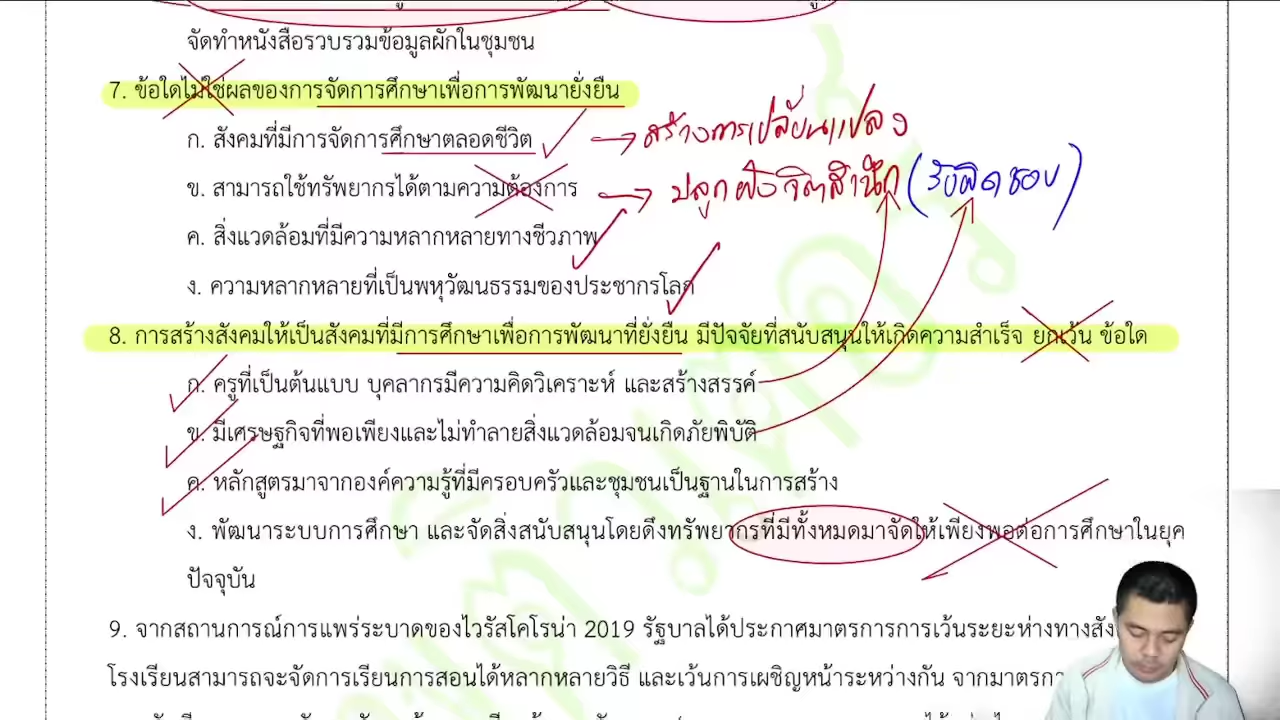 จัดทำหนังสือรวบรวมข้อมูลผักในชุมชน
7. ข้อใดไม่ใช่ผลของการจัดการศึกษาเพื่อการพัฒนายั่งยืน
ก. สังคมที่มีการจัดการศึกษาตลอดชีวิต
สร้างการเปลี่ยนแปลง
ข. สามารถใช้ทรัพยากรได้ตามความต้องการ
ปลูกฝังจิตสำนึก (รับผิดชอบ)
ค. สิ่งแวดล้อมที่มีความหลากหลายทางชีวภาพ
ง. ความหลากหลายที่เป็นพหุวัฒนธรรมของประชากรโลก
8. การสร้างสังคมให้เป็นสังคมที่มีการศึกษาเพื่อการพัฒนาที่ยั่งยืน มีปัจจัยที่สนับสนุนให้เกิดความสำเร็จ ยกเว้น ข้อใด
ก. ครูที่เป็นต้นแบบ บุคลากรมีความคิดวิเคราะห์ และสร้างสรรค์
ข. มีเศรษฐกิจที่พอเพียงและไม่ทำลายสิ่งแวดล้อมจนเกิดภัยพิบัติ
ค. หลักสูตรมาจากองค์ความรู้ที่มีครอบครัวและชุมชนเป็นฐานในการสร้าง
ง. พัฒนาระบบการศึกษา และจัดสิ่งสนับสนุนโดยดึงทรัพยากรที่มีทั้งหมดมาจัดให้เพียงพอต่อการศึกษาในยุค
ปัจจุบัน
9. จากสถานการณ์การแพร่ระบาดของไวรัสโคโรน่า 2019 รัฐบาลได้ประกาศมาตรการการเว้นระยะห่างทางสัง
โรงเรียนสามารถจะจัดการเรียนการสอนได้หลากหลายวิธี และเว้นการเผชิญหน้าระหว่างกัน จากมาตรกา